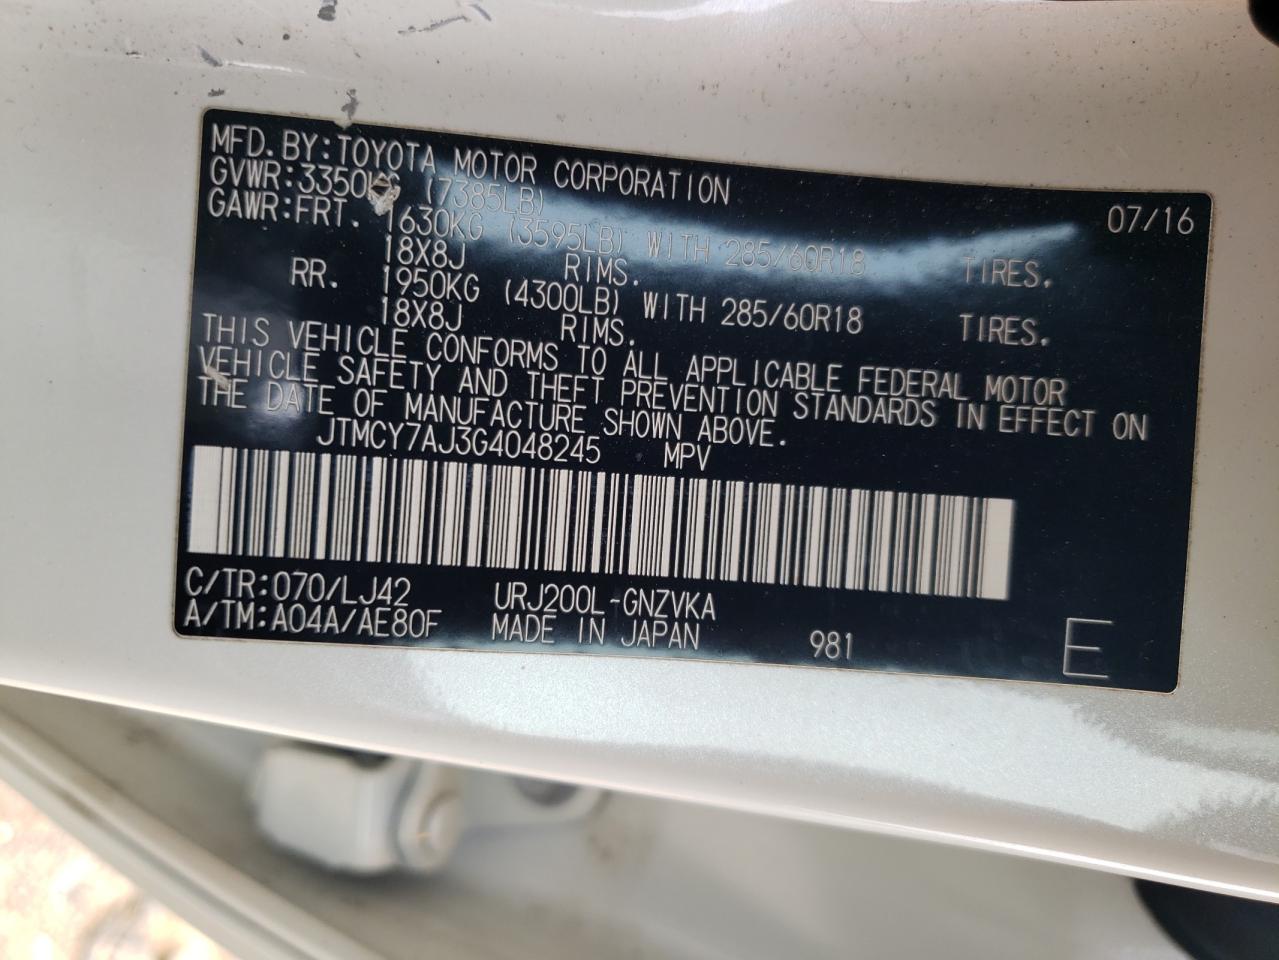 MFD.BY:TOYOTA MOTOR CORPORATION 07/16
GVWR:3350KG (7385LB)
GAWR:FRT. 1630KG (3595LB) WITH 285/60R18 TIRES.
18X8J RIMS.
RR. 1950KG (4300LB) WITH 285/60R18 TIRES.
18X8J RIMS.
THIS VEHICLE CONFORMS TO ALL APPLICABLE FEDERAL MOTOR
VEHICLE SAFETY AND THEFT PREVENTION STANDARDS IN EFFECT ON
THE DATE OF MANUFACTURE SHOWN ABOVE.
JTMCY7AJ3G4048245 MPV
C/TR:070/LJ42 URJ200L-GNZVKA
A/TM:A04A/AE80F MADE IN JAPAN 981 E